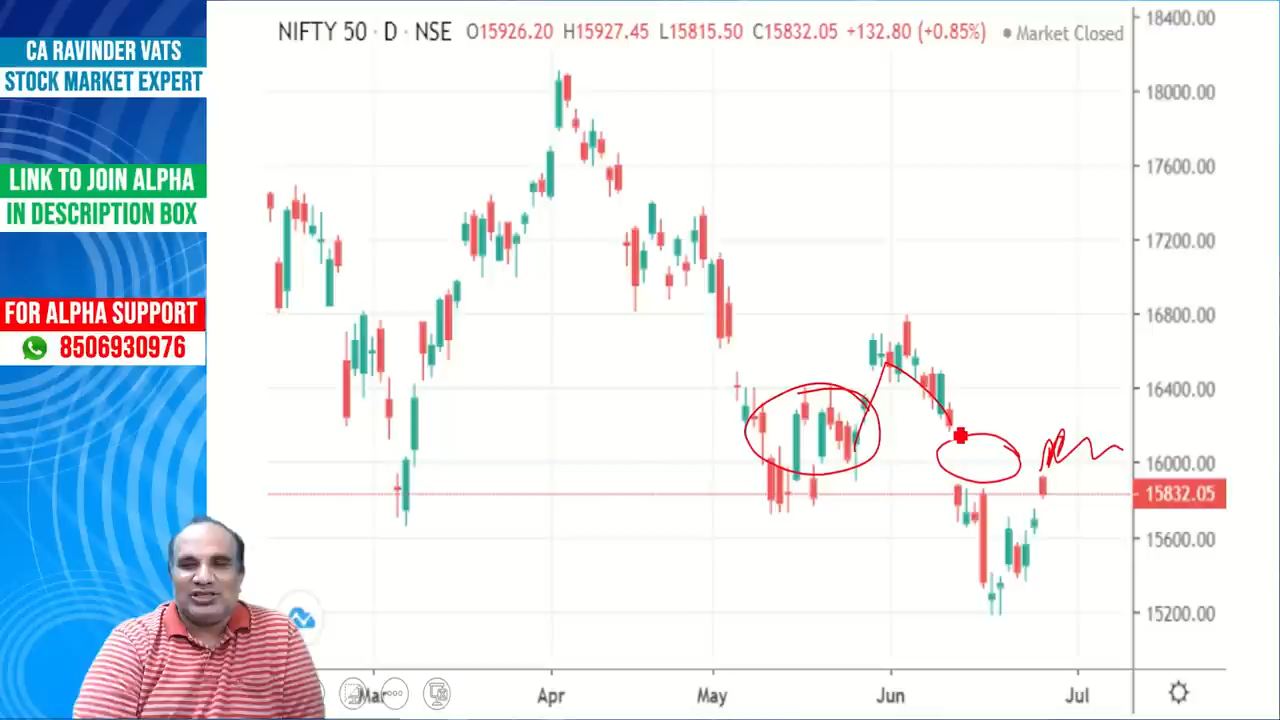 CA RAVINDER VATS
STOCK MARKET EXPERT
LINK TO JOIN ALPHA
IN DESCRIPTION BOX
FOR ALPHA SUPPORT
8506930976
NIFTY 50 · D · NSE O15926.20 H15927.45 L15815.50 C15832.05 +132.80 (+0.85%) Market Closed
18400.00
18000.00
17600.00
17200.00
16800.00
16400.00
16000.00
15832.05
15600.00
15200.00
Mar Apr May Jun Jul